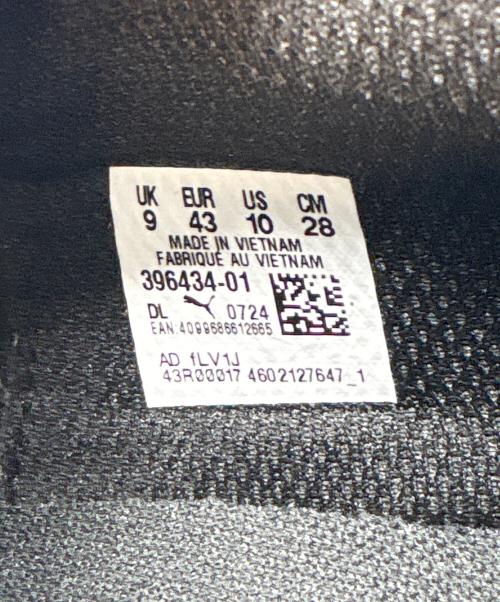 UK EUR US CM
9 43 10 28
MADE IN VIETNAM
FABRIQUÉ AU VIETNAM
396434-01
DL 0724
EAN:4099686612665
AD fLV1J
43R00017 4602127647_1